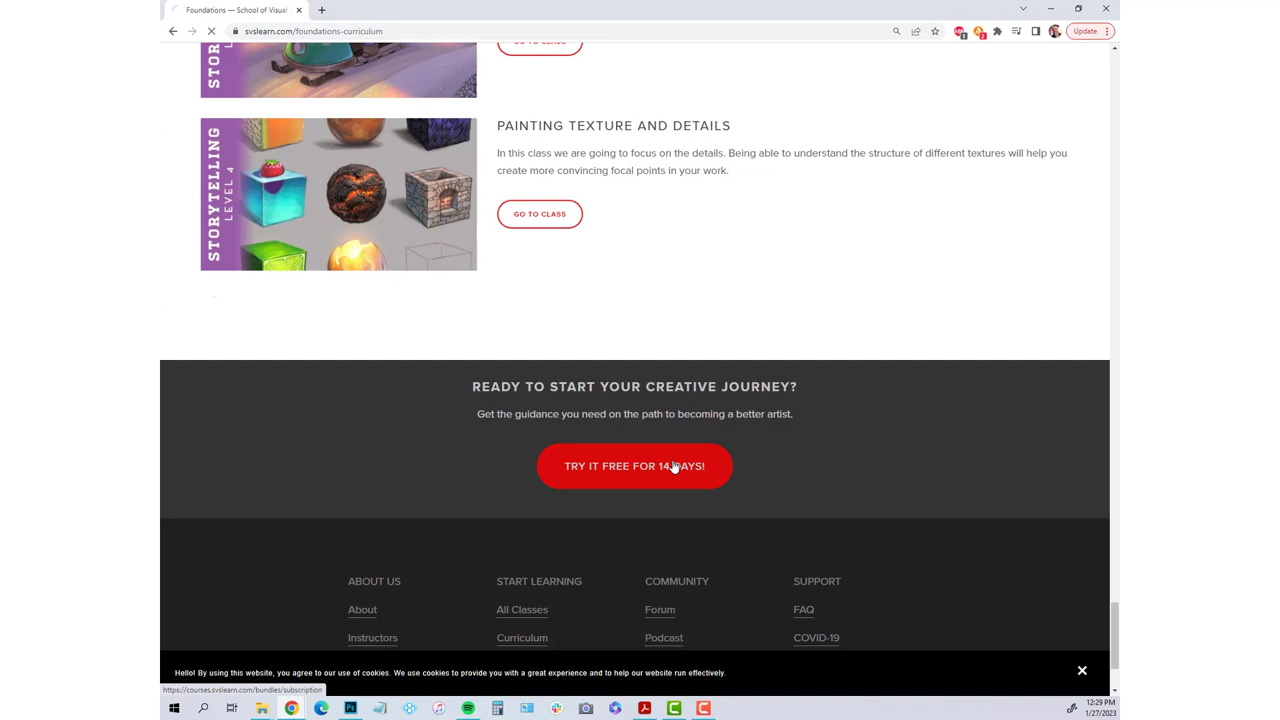 Foundations — School of Visual
svslearn.com/foundations-curriculum
Update
STORY
PAINTING TEXTURE AND DETAILS
In this class we are going to focus on the details. Being able to understand the structure of different textures will help you
create more convincing focal points in your work.
STORYTELLING
LEVEL 4
GO TO CLASS
READY TO START YOUR CREATIVE JOURNEY?
Get the guidance you need on the path to becoming a better artist.
TRY IT FREE FOR 14 DAYS!
ABOUT US
START LEARNING
COMMUNITY
SUPPORT
About
All Classes
Forum
FAQ
Instructors
Curriculum
Podcast
COVID-19
Hello! By using this website, you agree to our use of cookies. We use cookies to provide you with a great experience and to help our website run effectively.
https://courses.svslearn.com/bundles/subscription
12:29 PM
1/27/2023